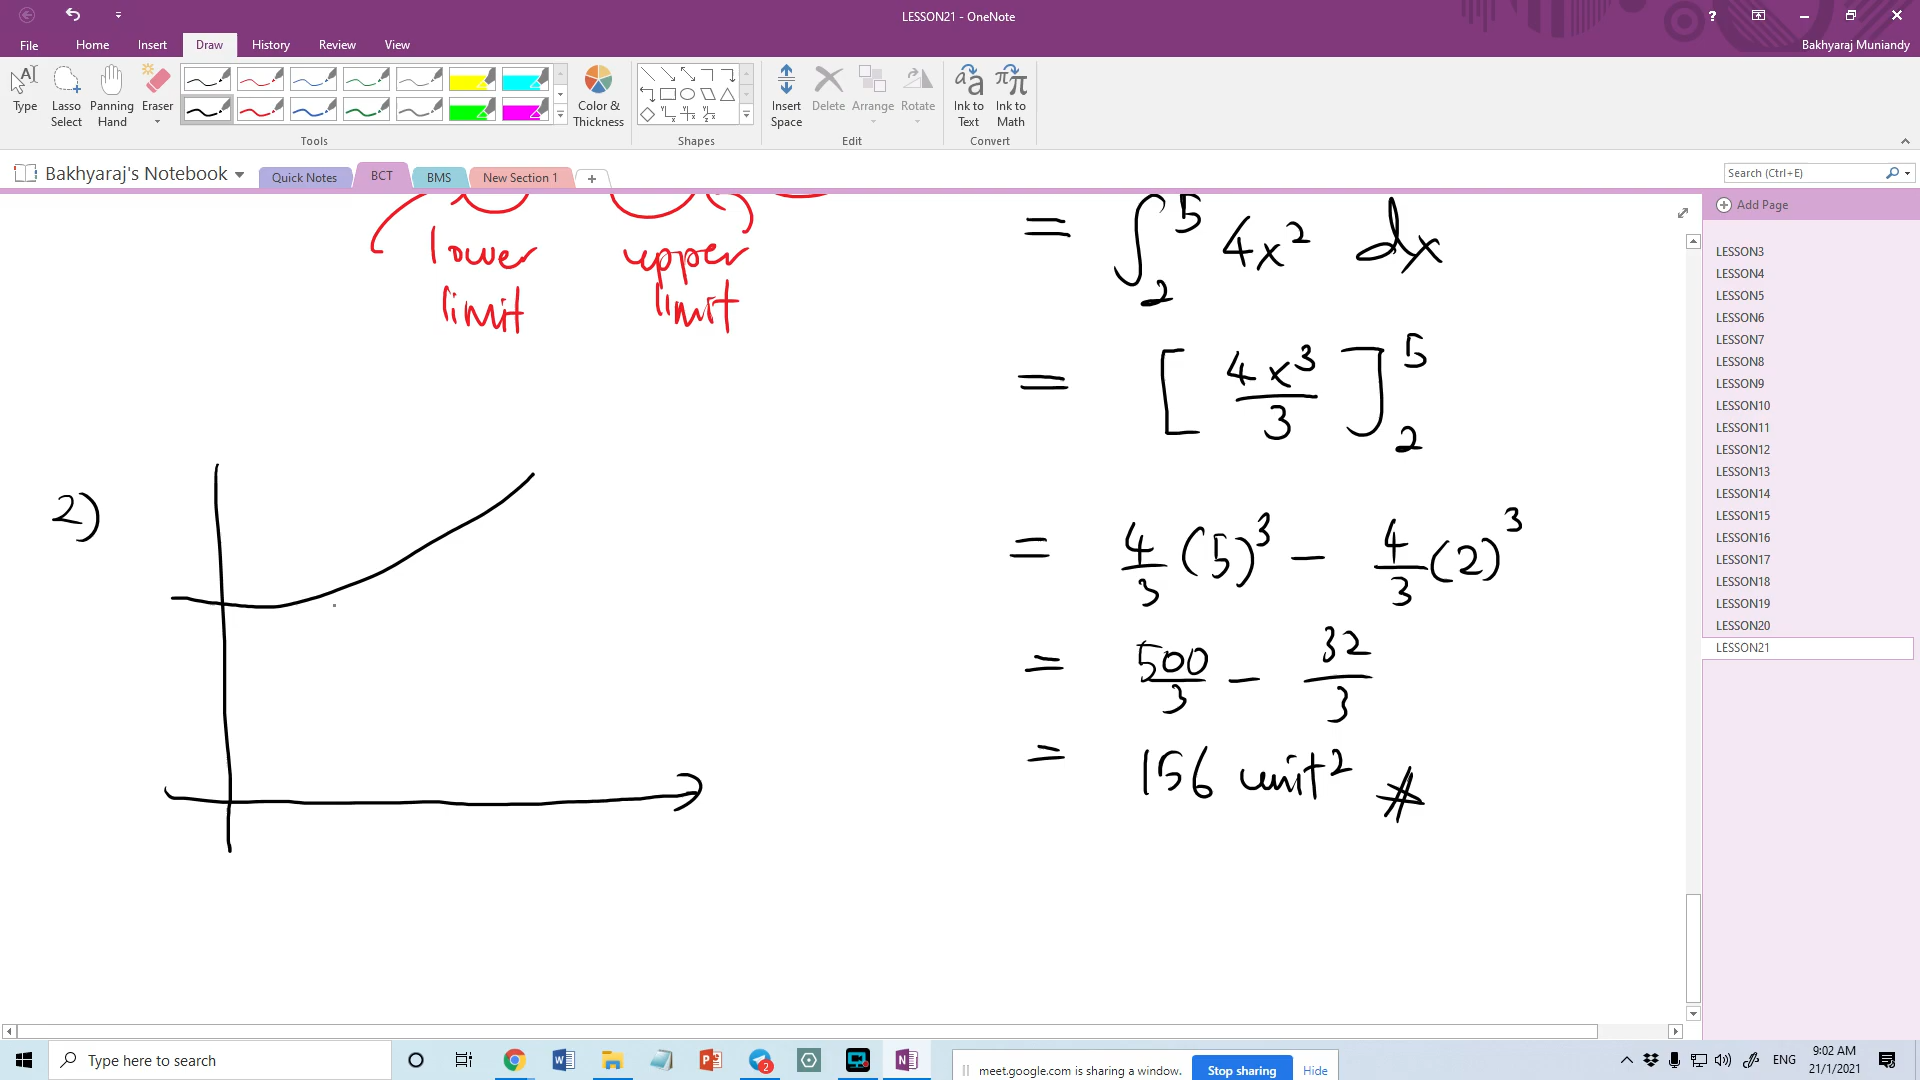 LESSON21 - OneNote
?
File Home Insert Draw History Review View
Bakhyaraj Muniandy
Type
Lasso Select
Panning Hand
Eraser
Color & Thickness
Insert Space
Delete
Arrange
Rotate
Ink to Text
Ink to Math
Tools
Shapes
Edit
Convert
Bakhyaraj's Notebook
Quick Notes
BCT
BMS
New Section 1
Search (Ctrl+E)
Add Page
LESSON3
LESSON4
LESSON5
LESSON6
LESSON7
LESSON8
LESSON9
LESSON10
LESSON11
LESSON12
LESSON13
LESSON14
LESSON15
LESSON16
LESSON17
LESSON18
LESSON19
LESSON20
LESSON21
lower limit
upper limit
2)
= ∫₂⁵ 4x² dx
= [4x³/3]₂⁵
= 4/3 (5)³ − 4/3 (2)³
= 500/3 − 32/3
= 156 unit² #
Type here to search
2
meet.google.com is sharing a window.
Stop sharing
Hide
ENG
9:02 AM
21/1/2021